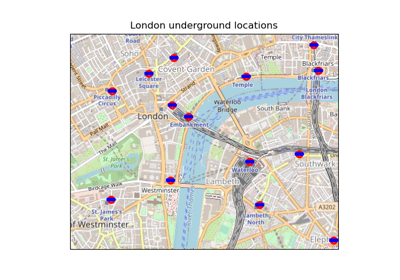 London underground locations
Road
City Thameslink
Soho
Covent Garden
Temple
Blackfriars
Leicester
Square
Temple
Blackfriars
Piccadilly
Circus
London
Blackfriars
Waterloo
Bridge
South Bank
Pall Mall
London
Embankment
The Mall
St. James's
Park
Waterloo
Southwark
Birdcage Walk
Westminster
Lambeth
A3202
St. James's
Park
Lambeth
North
of Westminster
Eleph